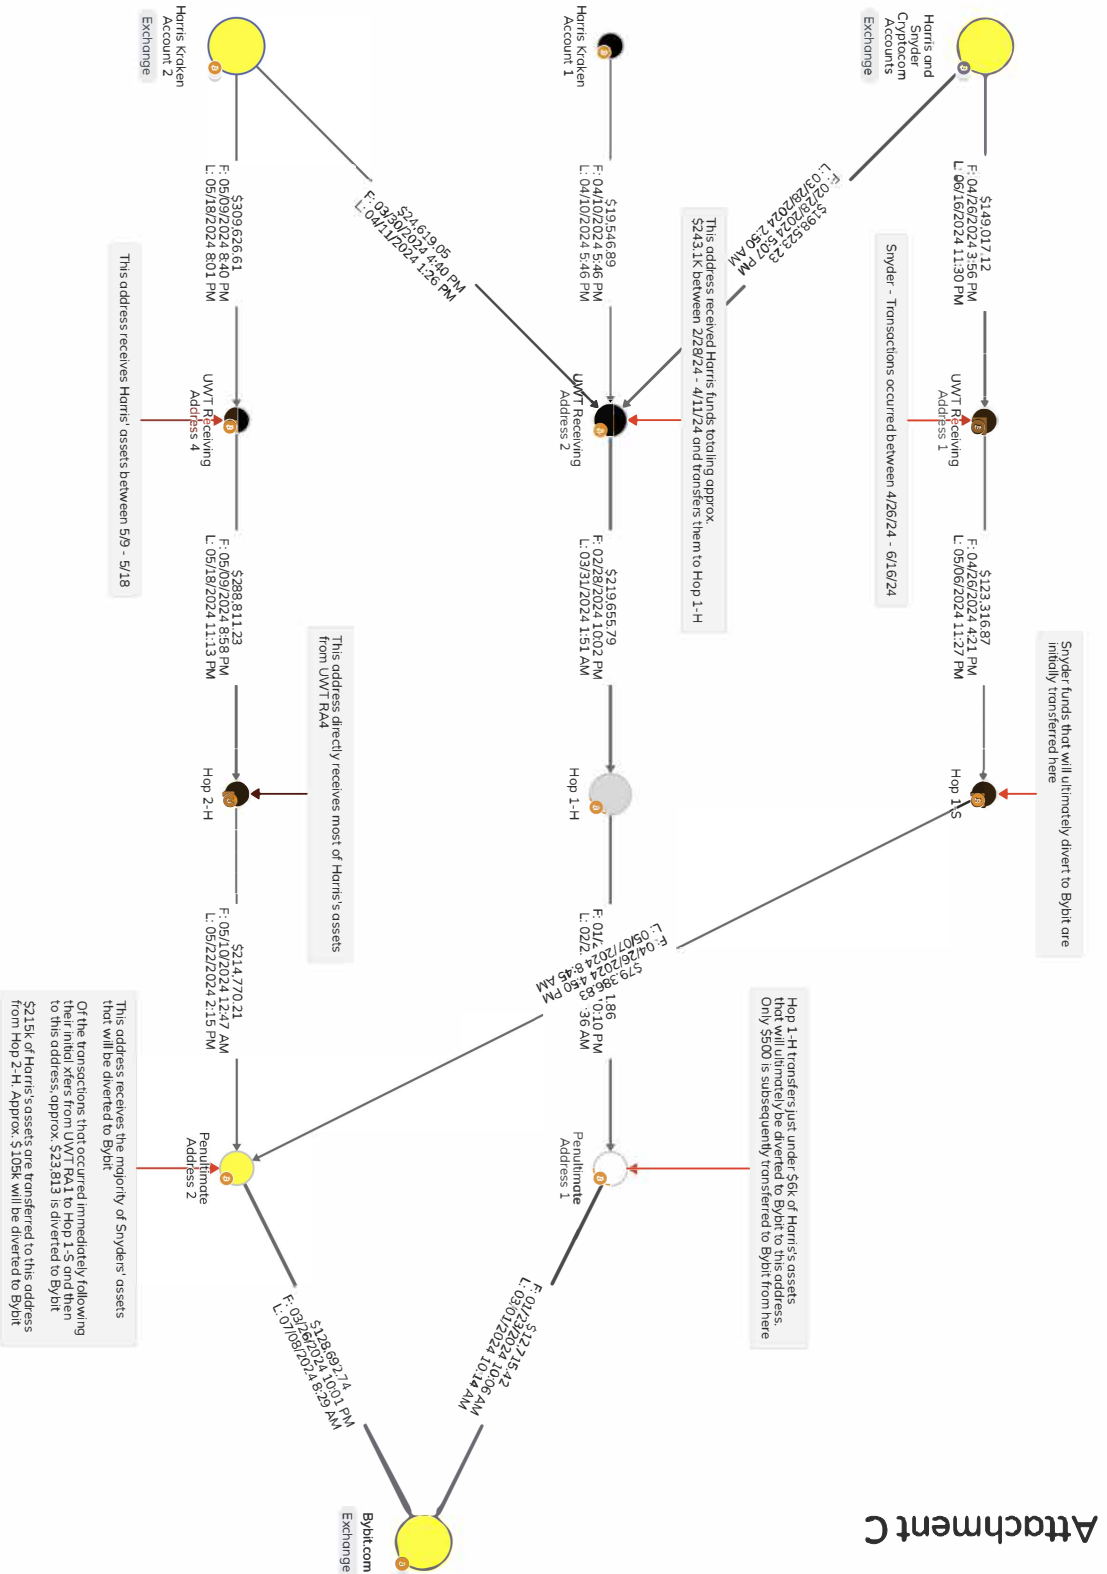 Attachment C
Harris and
Snyder
Cryptocom
Accounts
Exchange
$149,017.12
F: 04/26/2024 3:56 PM
L: 06/16/2024 11:30 PM
UWT Receiving
Address 1
Snyder - Transactions occurred between 4/26/24 - 6/16/24
$123,316.87
F: 04/26/2024 4:21 PM
L: 05/06/2024 11:27 PM
Hop 1-S
Snyder funds that will ultimately divert to Bybit are
initially transferred here
$198,523.23
F: 02/28/2024 5:07 PM
L: 03/28/2024 2:50 AM
This address received Harris funds totaling approx.
$243.1K between 2/28/24 - 4/11/24 and transfers them to Hop 1-H
$79,386.83
F: 04/26/2024 4:50 PM
L: 05/07/2024 8:45 AM
Hop 1-H transfers just under $6k of Harris's assets
that will ultimately be diverted to Bybit to this address.
Only $500 is subsequently transferred to Bybit from here
Harris Kraken
Account 1
$19,546.89
F: 04/10/2024 5:46 PM
L: 04/10/2024 5:46 PM
UWT Receiving
Address 2
$219,655.79
F: 02/28/2024 10:02 PM
L: 03/31/2024 1:51 AM
Hop 1-H
1.86
F: 01/2 0:10 PM
L: 02/2 36 AM
Penultimate
Address 1
$12,715.42
F: 01/23/2024 10:06 AM
L: 03/01/2024 10:14 AM
Harris Kraken
Account 2
Exchange
$24,619.05
F: 03/30/2024 4:40 PM
L: 04/11/2024 1:26 PM
$309,626.61
F: 05/09/2024 8:40 PM
L: 05/18/2024 8:01 PM
UWT Receiving
Address 4
This address receives Harris' assets between 5/9 - 5/18
$288,811.23
F: 05/09/2024 8:58 PM
L: 05/18/2024 11:13 PM
Hop 2-H
This address directly receives most of Harris's assets
from UWT RA4
$214,770.21
F: 05/10/2024 12:47 AM
L: 05/22/2024 2:15 PM
Penultimate
Address 2
This address receives the majority of Snyders' assets
that will be diverted to Bybit
Of the transactions that occurred immediately following
their initial xfers from UWT RA1 to Hop 1-S and then
to this address, approx. $23,813 is diverted to Bybit
$215k of Harris's assets are transferred to this address
from Hop 2-H. Approx. $105k will be diverted to Bybit
$128,692.74
F: 03/26/2024 10:01 PM
L: 07/08/2024 8:29 AM
Bybit.com
Exchange